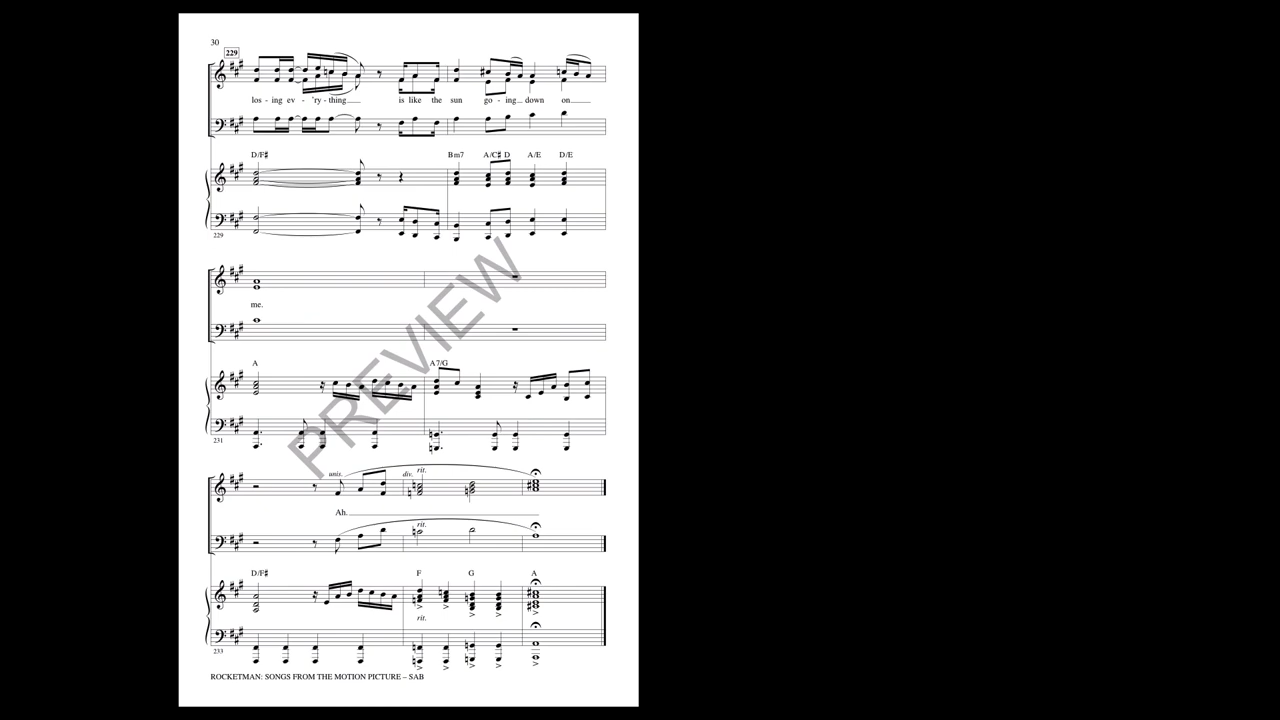 30
229
los - ing ev - 'ry - thing is like the sun go - ing down on
D/F♯ Bm7 A/C♯ D A/E D/E
229
me.
A A7/G
231
unis. div. rit.
Ah.
rit.
D/F♯ F G A
rit.
233
ROCKETMAN: SONGS FROM THE MOTION PICTURE – SAB
PREVIEW